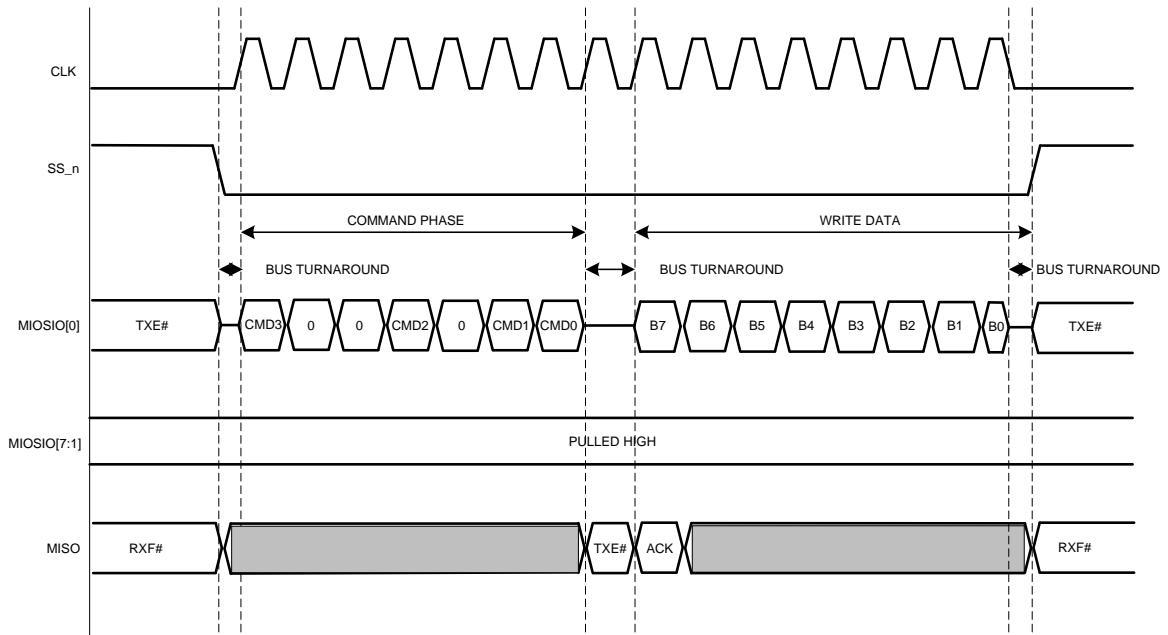 CLK
SS_n
COMMAND PHASE
WRITE DATA
BUS TURNAROUND
BUS TURNAROUND
BUS TURNAROUND
MIOSIO[0]
TXE#
CMD3
0
0
CMD2
0
CMD1
CMD0
B7
B6
B5
B4
B3
B2
B1
B0
TXE#
MIOSIO[7:1]
PULLED HIGH
MISO
RXF#
TXE#
ACK
RXF#